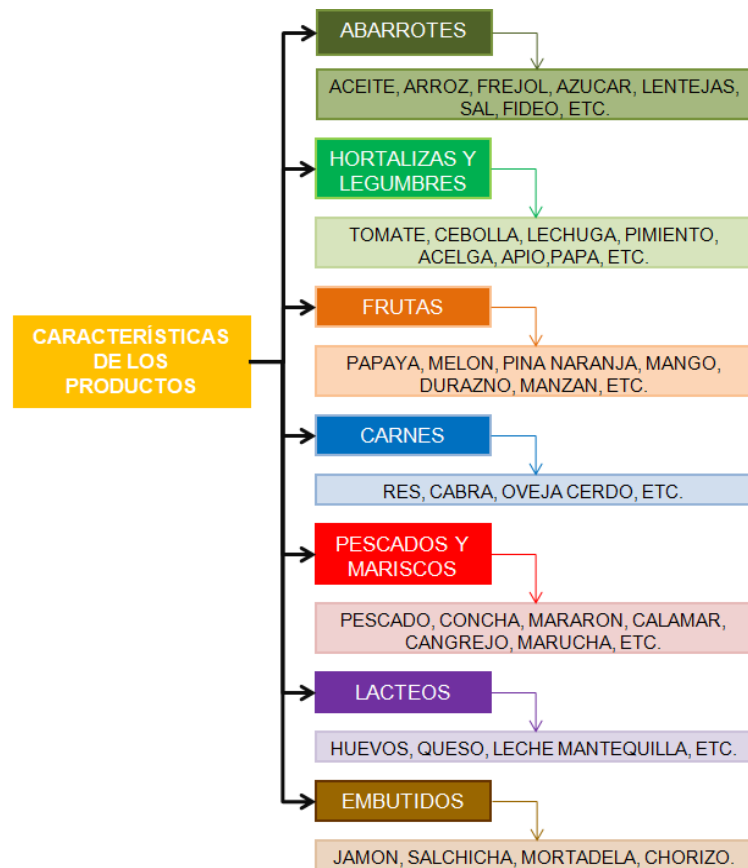 ABARROTES
ACEITE, ARROZ, FREJOL, AZUCAR, LENTEJAS,
SAL, FIDEO, ETC.
HORTALIZAS Y
LEGUMBRES
TOMATE, CEBOLLA, LECHUGA, PIMIENTO,
ACELGA, APIO,PAPA, ETC.
CARACTERÍSTICAS
DE LOS
PRODUCTOS
FRUTAS
PAPAYA, MELON, PINA NARANJA, MANGO,
DURAZNO, MANZAN, ETC.
CARNES
RES, CABRA, OVEJA CERDO, ETC.
PESCADOS Y
MARISCOS
PESCADO, CONCHA, MARARON, CALAMAR,
CANGREJO, MARUCHA, ETC.
LACTEOS
HUEVOS, QUESO, LECHE MANTEQUILLA, ETC.
EMBUTIDOS
JAMON, SALCHICHA, MORTADELA, CHORIZO.